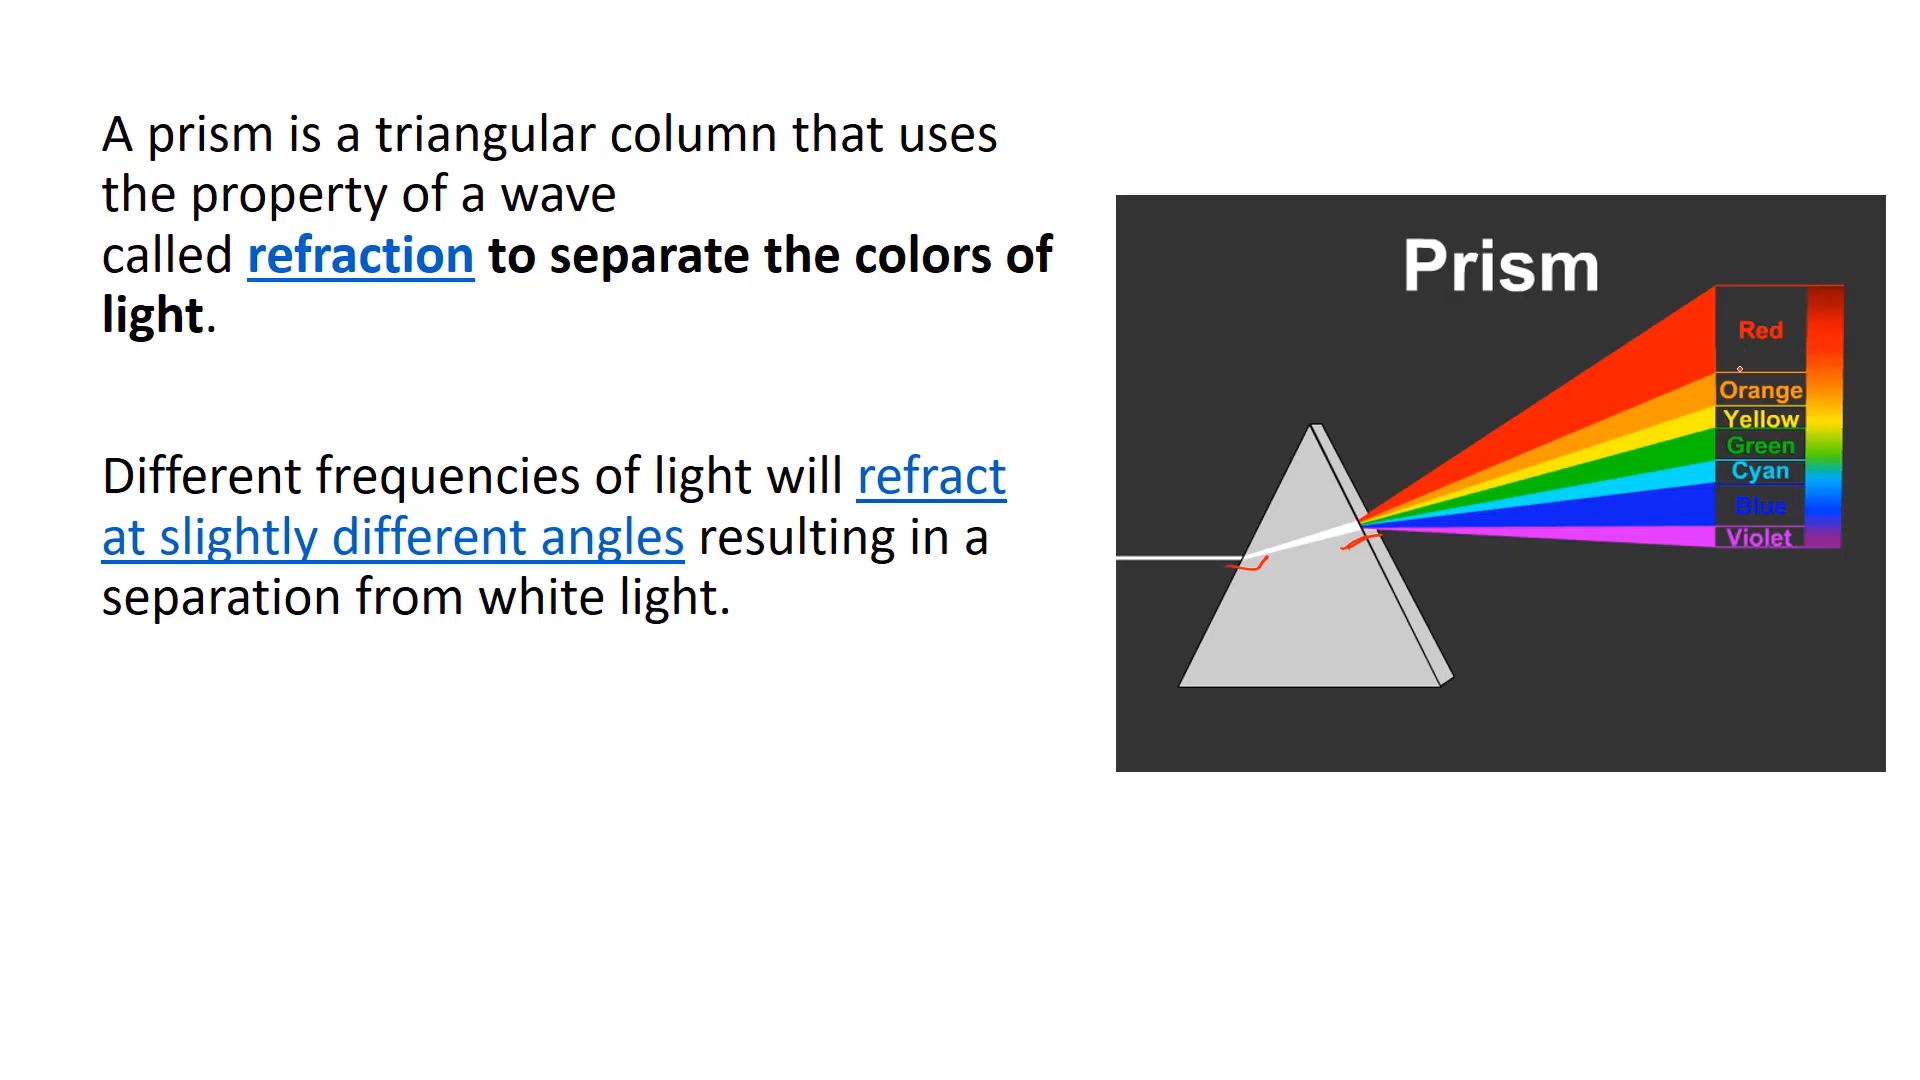 A prism is a triangular column that uses
the property of a wave
called refraction to separate the colors of
light.
Different frequencies of light will refract
at slightly different angles resulting in a
separation from white light.
Prism
Red
Orange
Yellow
Green
Cyan
Blue
Violet